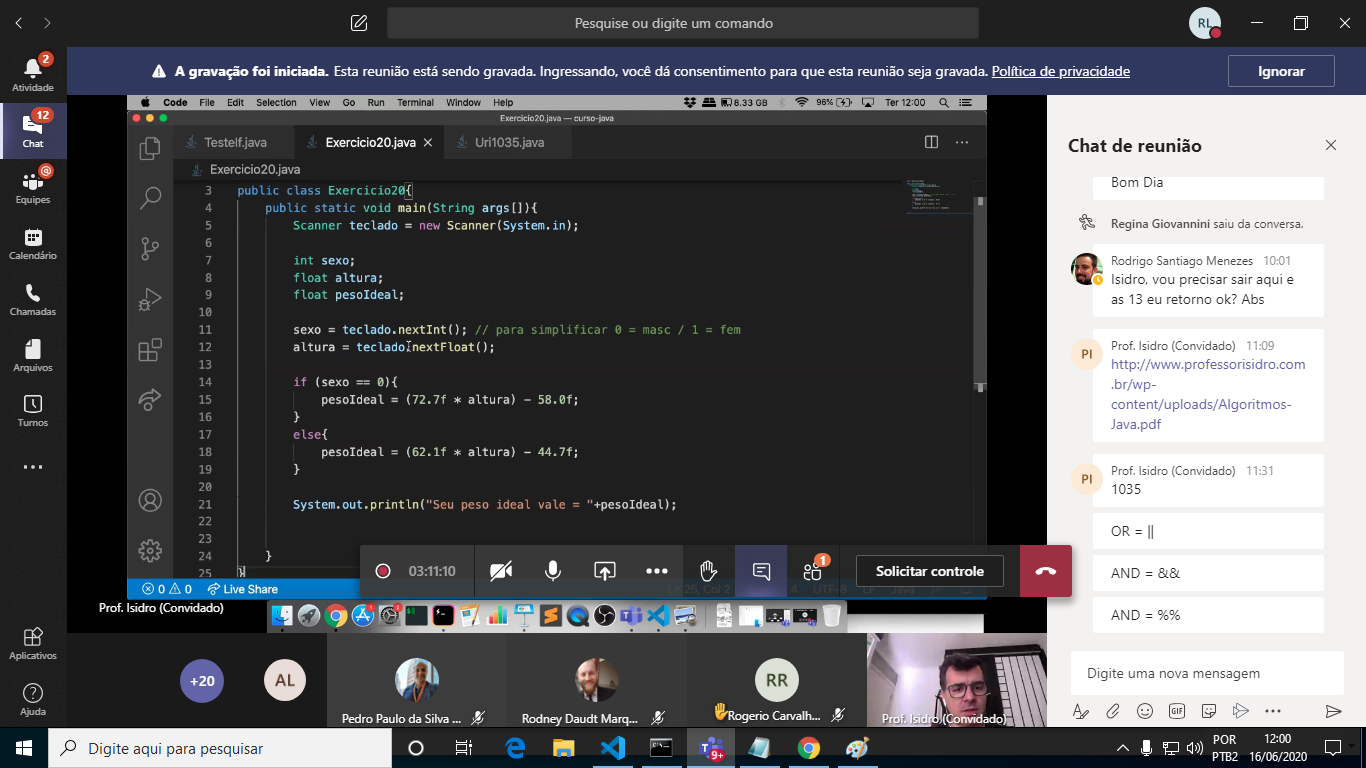 Pesquise ou digite um comando
RL
A gravação foi iniciada. Esta reunião está sendo gravada. Ingressando, você dá consentimento para que esta reunião seja gravada. Política de privacidade
Ignorar
2
Atividade
12
Chat
@
Equipes
Calendário
Chamadas
Arquivos
Turnos
Aplicativos
Ajuda
Code File Edit Selection View Go Run Terminal Window Help
8.33 GB 96% Ter 12:00
Exercicio20.java — curso-java
TesteIf.java
Exercicio20.java
Uri1035.java
Exercicio20.java
3 public class Exercicio20{
4 public static void main(String args[]){
5 Scanner teclado = new Scanner(System.in);
6
7 int sexo;
8 float altura;
9 float pesoIdeal;
10
11 sexo = teclado.nextInt(); // para simplificar 0 = masc / 1 = fem
12 altura = teclado.nextFloat();
13
14 if (sexo == 0){
15 pesoIdeal = (72.7f * altura) - 58.0f;
16 }
17 else{
18 pesoIdeal = (62.1f * altura) - 44.7f;
19 }
20
21 System.out.println("Seu peso ideal vale = "+pesoIdeal);
22
23
24 }
25 }
03:11:10
1
Solicitar controle
0 0 Live Share
Ln 25, Col 2
UTF-8
LF
Java
Prof. Isidro (Convidado)
+20
AL
Pedro Paulo da Silva ...
Rodney Daudt Marq...
RR
Rogerio Carvalh...
Prof. Isidro (Convidado)
Chat de reunião
Bom Dia
Regina Giovannini saiu da conversa.
Rodrigo Santiago Menezes 10:01
Isidro, vou precisar sair aqui e
as 13 eu retorno ok? Abs
PI
Prof. Isidro (Convidado) 11:09
http://www.professorisidro.com
.br/wp-
content/uploads/Algoritmos-
Java.pdf
PI
Prof. Isidro (Convidado) 11:31
1035
OR = ||
AND = &&
AND = %%
Digite uma nova mensagem
GIF
Digite aqui para pesquisar
9+
POR
PTB2
12:00
16/06/2020